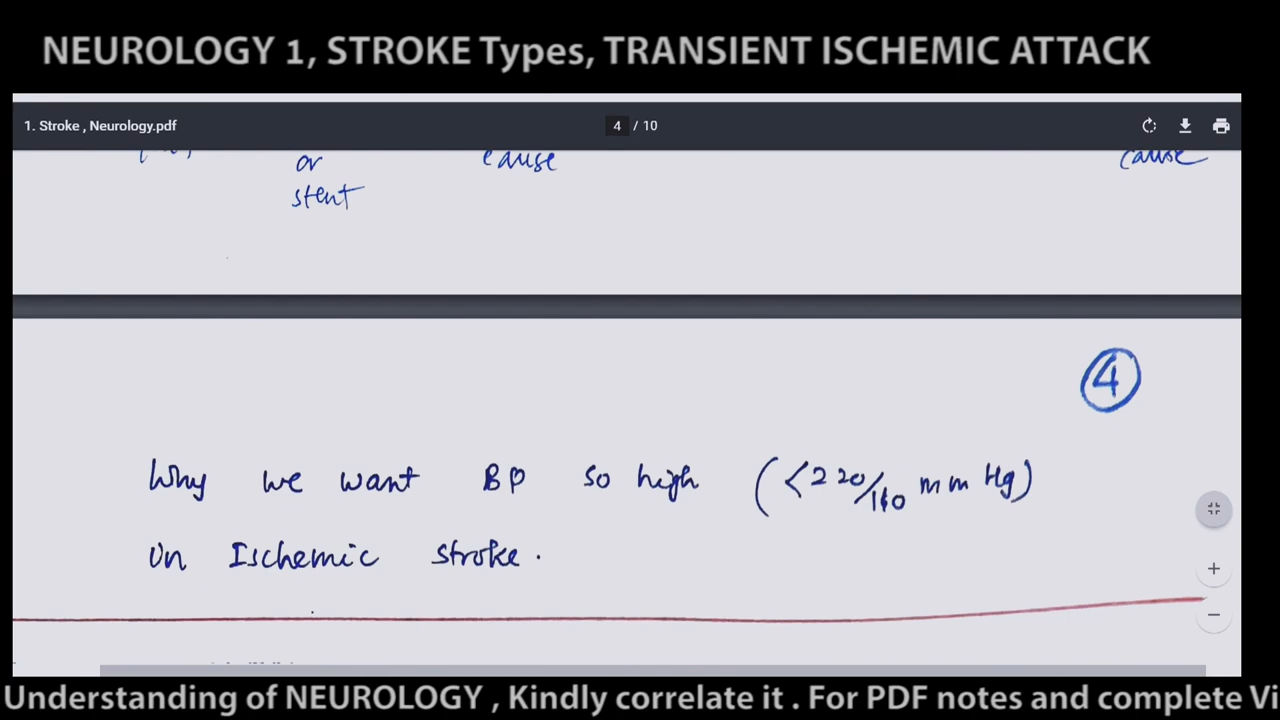 NEUROLOGY 1, STROKE Types, TRANSIENT ISCHEMIC ATTACK
1. Stroke , Neurology.pdf
4 / 10
or cause cause
stent
4
Why we want BP so high (<220/110 mm Hg)
in Ischemic stroke.
Understanding of NEUROLOGY , Kindly correlate it . For PDF notes and complete Vi